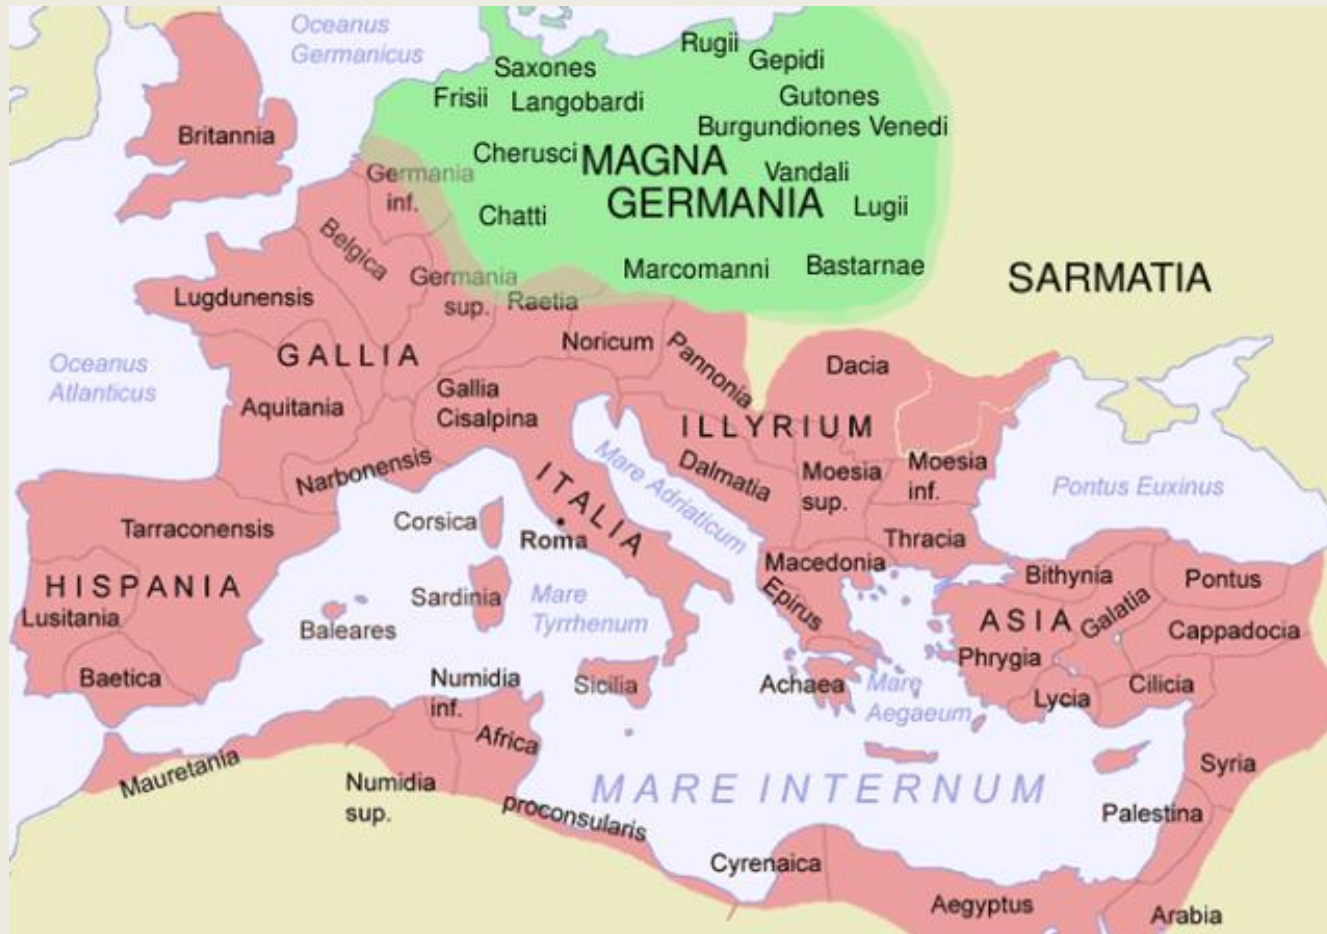 Oceanus
Germanicus
Britannia
Saxones
Frisii
Langobardi
Rugii
Gepidi
Gutones
Burgundiones Venedi
Cherusci
MAGNA
GERMANIA
Vandali
Lugii
Chatti
Marcomanni
Bastarnae
SARMATIA
Germania
inf.
Belgica
Germania
sup.
Raetia
Lugdunensis
GALLIA
Noricum
Pannonia
Dacia
Oceanus
Atlanticus
Aquitania
Gallia
Cisalpina
ILLYRIUM
Narbonensis
Mare Adriaticum
Dalmatia
Moesia
sup.
Moesia
inf.
Pontus Euxinus
Tarraconensis
Corsica
ITALIA
Roma
Thracia
Macedonia
Epirus
Bithynia
Pontus
HISPANIA
Lusitania
Baetica
Baleares
Sardinia
Mare
Tyrrhenum
ASIA
Galatia
Cappadocia
Phrygia
Lycia
Cilicia
Numidia
inf.
Sicilia
Achaea
Mare
Aegaeum
Africa
Mauretania
Numidia
sup.
proconsularis
MARE INTERNUM
Syria
Palestina
Cyrenaica
Aegyptus
Arabia